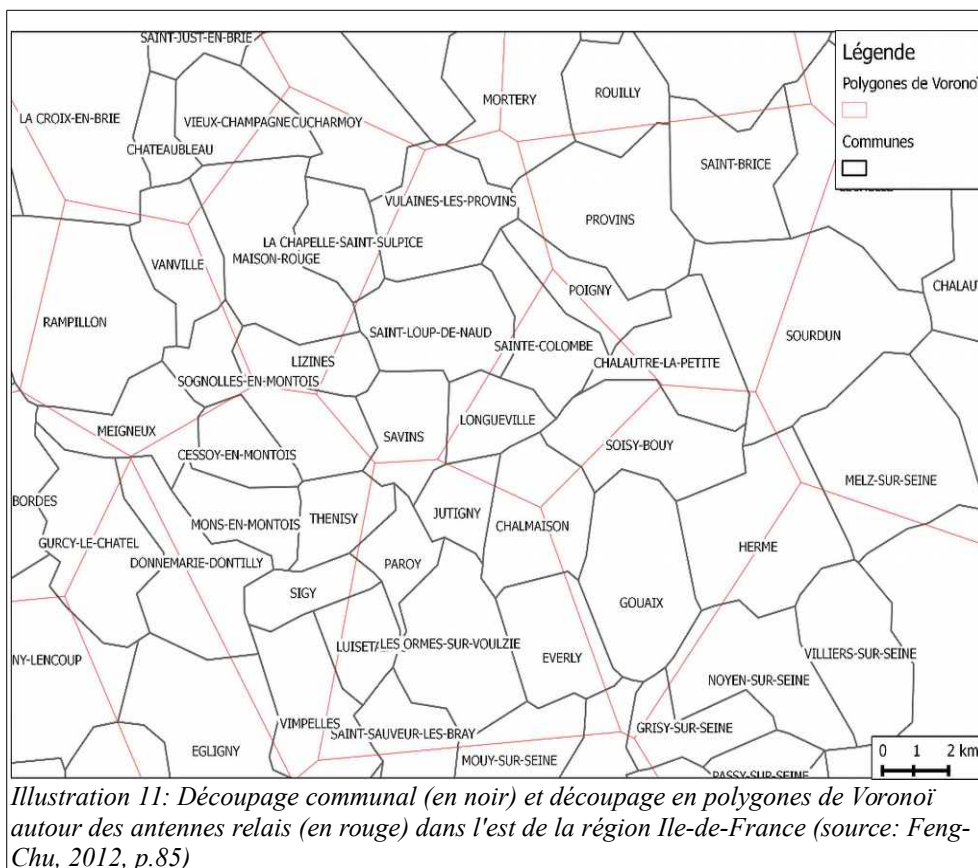 SAINT-JUST-EN-BRIE
Légende
Polygones de Voronoï
Communes
MORTERY
ROUILLY
LA CROIX-EN-BRIE
VIEUX-CHAMPAGNE
CUCHARMOY
CHATEAUBLEAU
SAINT-BRICE
VULAINES-LES-PROVINS
PROVINS
LA CHAPELLE-SAINT-SULPICE
MAISON-ROUGE
VANVILLE
POIGNY
CHALAUT
RAMPILLON
SAINT-LOUP-DE-NAUD
SOURDUN
SAINTE-COLOMBE
LIZINES
CHALAUTRE-LA-PETITE
SOGNOLLES-EN-MONTOIS
LONGUEVILLE
MEIGNEUX
SAVINS
SOISY-BOUY
CESSOY-EN-MONTOIS
MELZ-SUR-SEINE
BORDES
MONS-EN-MONTOIS
THENISY
JUTIGNY
CHALMAISON
GURCY-LE-CHATEL
HERME
DONNEMARIE-DONTILLY
PAROY
SIGY
GOUAIX
LUISETA
LES ORMES-SUR-VOULZIE
EVERLY
VILLIERS-SUR-SEINE
NY-LENCOUP
NOYEN-SUR-SEINE
VIMPELLES
GRISY-SUR-SEINE
SAINT-SAUVEUR-LES-BRAY
EGLIGNY
MOUY-SUR-SEINE
PASSY-SUR-SEINE
0 1 2 km
Illustration 11: Découpage communal (en noir) et découpage en polygones de Voronoï
autour des antennes relais (en rouge) dans l'est de la région Ile-de-France (source: Feng-
Chu, 2012, p.85)